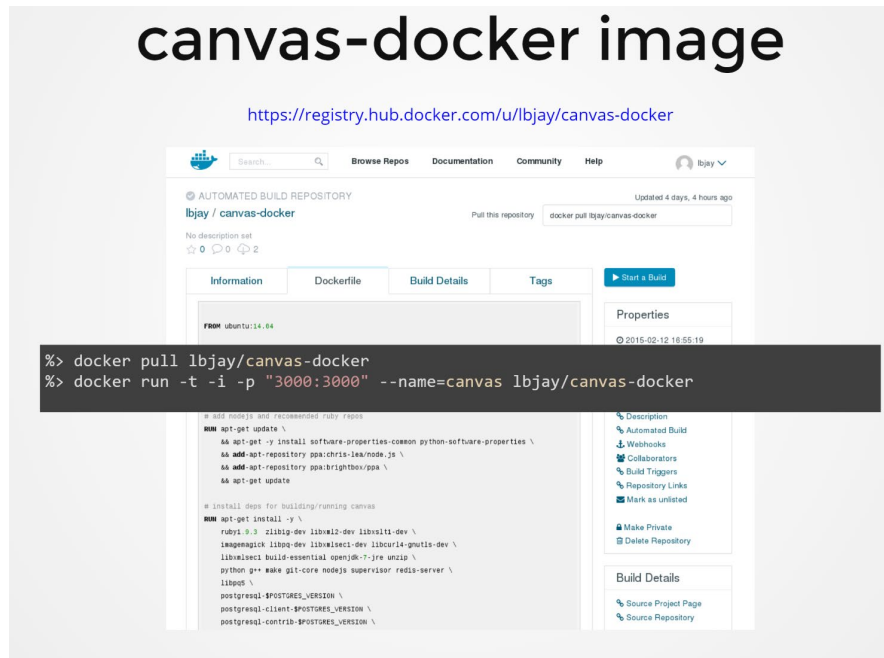 canvas-docker image
https://registry.hub.docker.com/u/lbjay/canvas-docker
Search...
Browse Repos
Documentation
Community
Help
lbjay
AUTOMATED BUILD REPOSITORY
Updated 4 days, 4 hours ago
lbjay / canvas-docker
Pull this repository
docker pull lbjay/canvas-docker
No description set
0 0 2
Information
Dockerfile
Build Details
Tags
Start a Build
FROM ubuntu:14.04
Properties
2015-02-12 16:55:19
%> docker pull lbjay/canvas-docker
%> docker run -t -i -p "3000:3000" --name=canvas lbjay/canvas-docker
# add nodejs and recommended ruby repos
RUN apt-get update \
&& apt-get -y install software-properties-common python-software-properties \
&& add-apt-repository ppa:chris-lea/node.js \
&& add-apt-repository ppa:brightbox/ppa \
&& apt-get update
# install deps for building/running canvas
RUN apt-get install -y \
ruby1.9.3 zlib1g-dev libxml2-dev libxslt1-dev \
imagemagick libpq-dev libxmlsec1-dev libcurl4-gnutls-dev \
libxmlsec1 build-essential openjdk-7-jre unzip \
python g++ make git-core nodejs supervisor redis-server \
libpq5 \
postgresql-$POSTGRES_VERSION \
postgresql-client-$POSTGRES_VERSION \
postgresql-contrib-$POSTGRES_VERSION \
Description
Automated Build
Webhooks
Collaborators
Build Triggers
Repository Links
Mark as unlisted
Make Private
Delete Repository
Build Details
Source Project Page
Source Repository